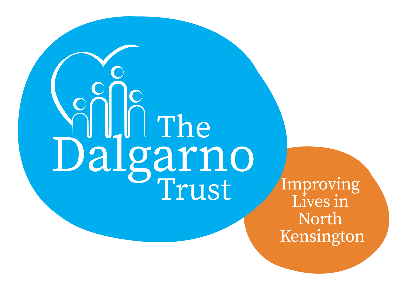 The
Dalgarno
Trust
Improving
Lives in
North
Kensington